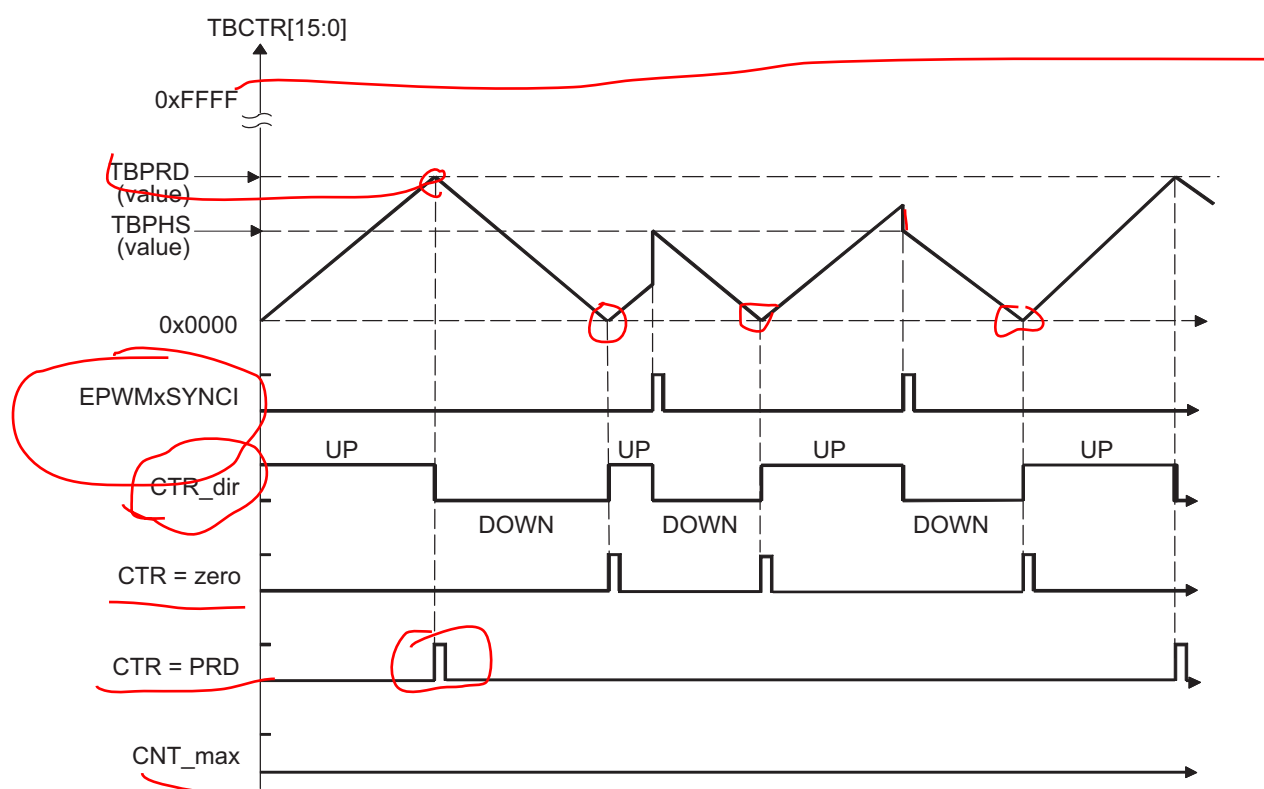 TBCTR[15:0]
0xFFFF
TBPRD
(value)
TBPHS
(value)
0x0000
EPWMxSYNCI
UP UP UP UP
CTR_dir
DOWN DOWN DOWN
CTR = zero
CTR = PRD
CNT_max